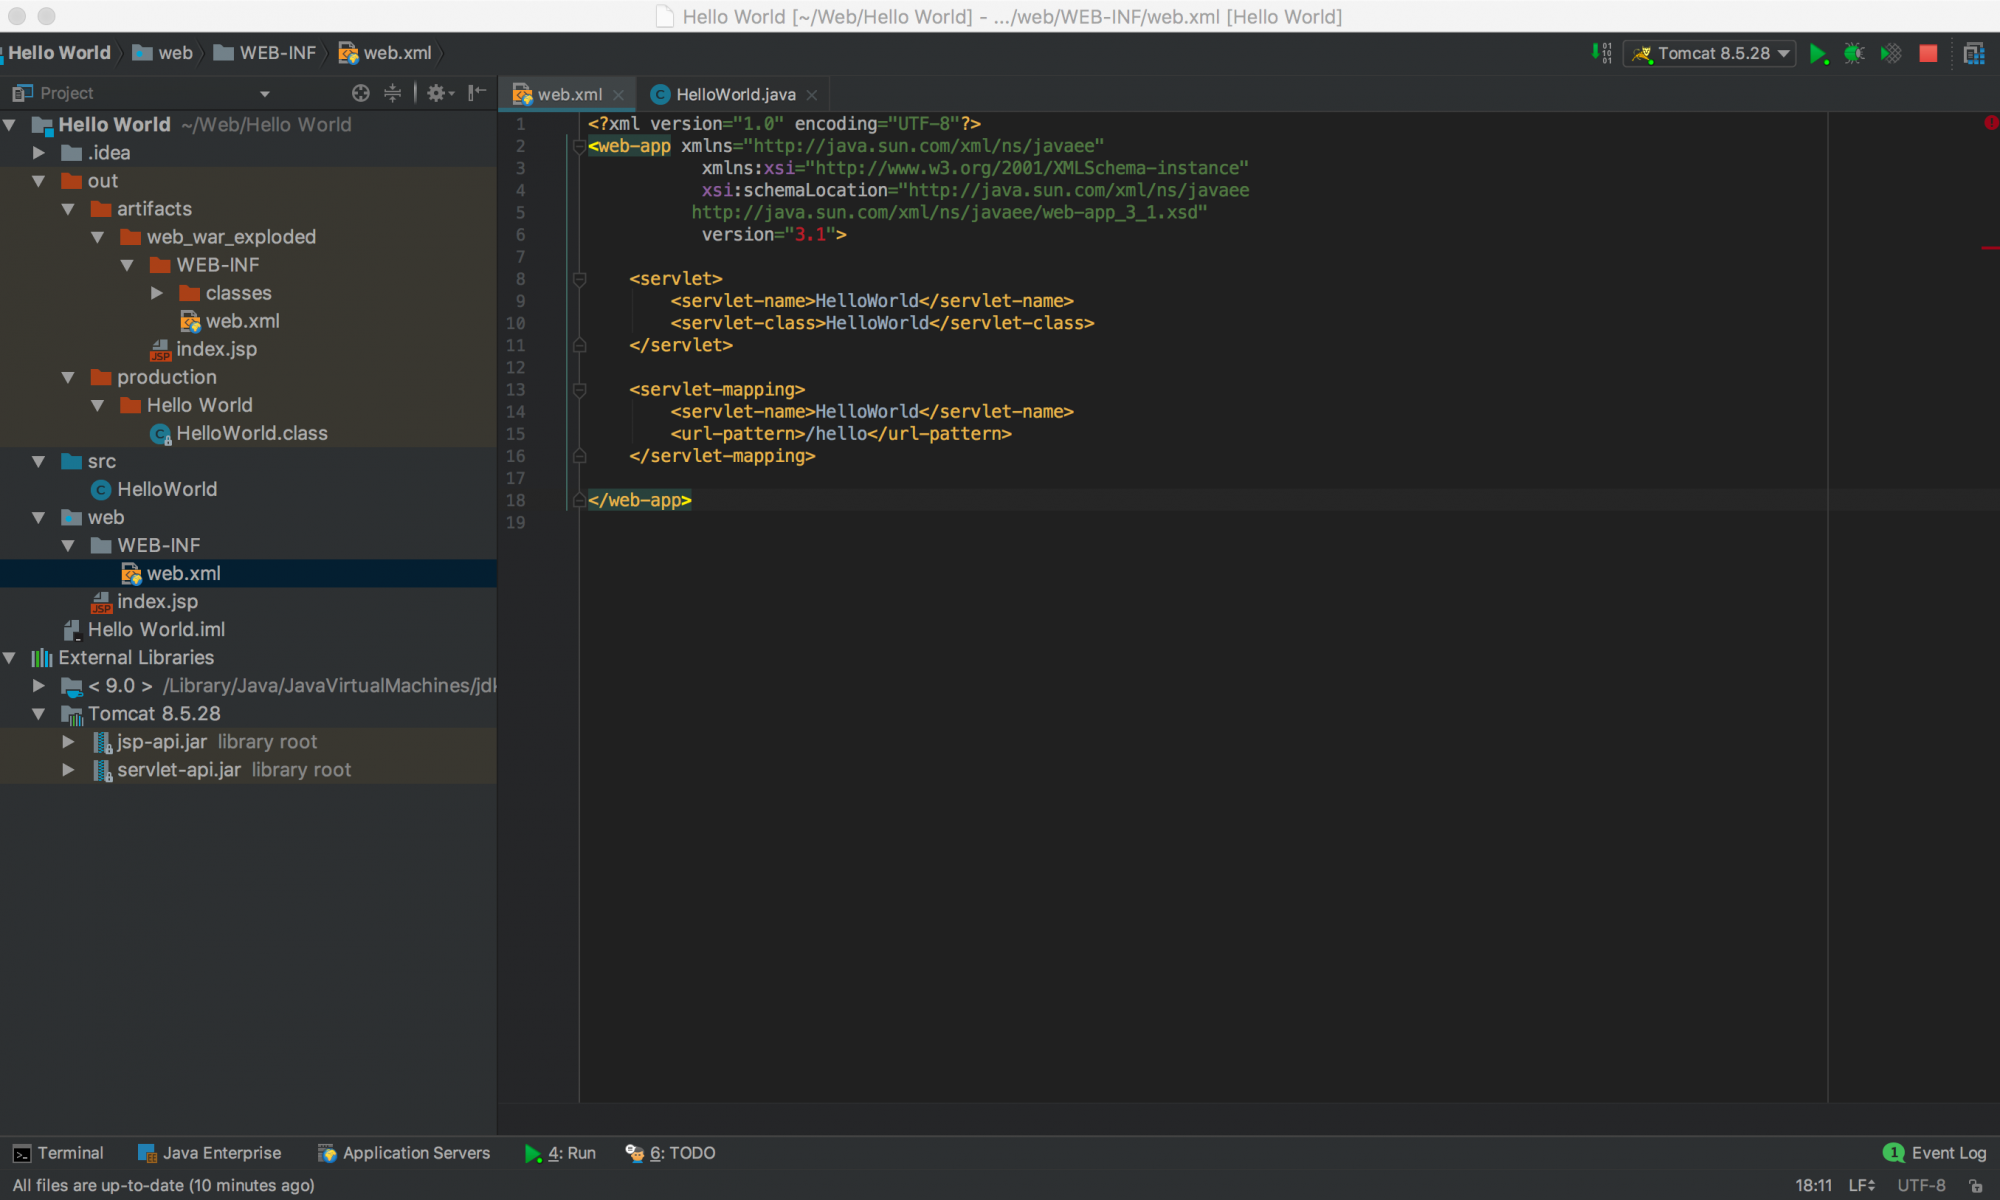 Hello World [~/Web/Hello World] - .../web/WEB-INF/web.xml [Hello World]
Hello World web WEB-INF web.xml
Tomcat 8.5.28
Project
web.xml HelloWorld.java
Hello World ~/Web/Hello World
.idea
out
artifacts
web_war_exploded
WEB-INF
classes
web.xml
index.jsp
production
Hello World
HelloWorld.class
src
HelloWorld
web
WEB-INF
web.xml
index.jsp
Hello World.iml
External Libraries
< 9.0 > /Library/Java/JavaVirtualMachines/jdk
Tomcat 8.5.28
jsp-api.jar library root
servlet-api.jar library root
1 <?xml version="1.0" encoding="UTF-8"?>
2 <web-app xmlns="http://java.sun.com/xml/ns/javaee"
3 xmlns:xsi="http://www.w3.org/2001/XMLSchema-instance"
4 xsi:schemaLocation="http://java.sun.com/xml/ns/javaee
5 http://java.sun.com/xml/ns/javaee/web-app_3_1.xsd"
6 version="3.1">
7
8 <servlet>
9 <servlet-name>HelloWorld</servlet-name>
10 <servlet-class>HelloWorld</servlet-class>
11 </servlet>
12
13 <servlet-mapping>
14 <servlet-name>HelloWorld</servlet-name>
15 <url-pattern>/hello</url-pattern>
16 </servlet-mapping>
17
18 </web-app>
19
Terminal Java Enterprise Application Servers 4: Run 6: TODO 1 Event Log
All files are up-to-date (10 minutes ago) 18:11 LF UTF-8